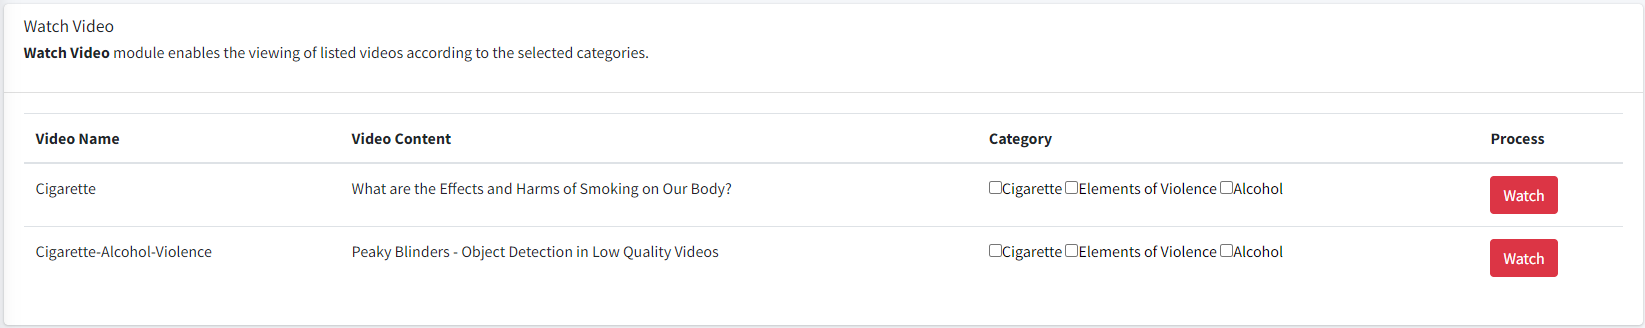 Watch Video
Watch Video module enables the viewing of listed videos according to the selected categories.
Video Name Video Content Category Process
Cigarette What are the Effects and Harms of Smoking on Our Body? Cigarette Elements of Violence Alcohol Watch
Cigarette-Alcohol-Violence Peaky Blinders - Object Detection in Low Quality Videos Cigarette Elements of Violence Alcohol Watch